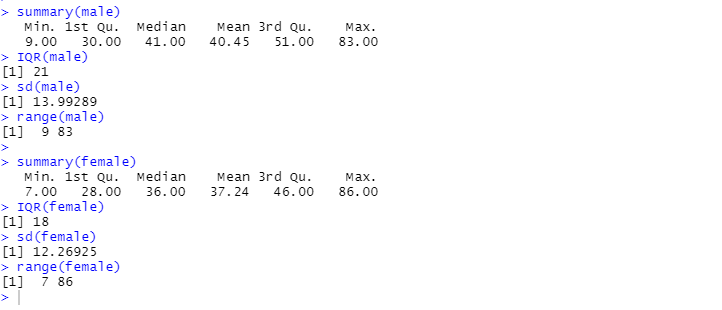 > summary(male)
   Min. 1st Qu.  Median    Mean 3rd Qu.    Max.
   9.00   30.00   41.00   40.45   51.00   83.00
> IQR(male)
[1] 21
> sd(male)
[1] 13.99289
> range(male)
[1]  9 83
>
> summary(female)
   Min. 1st Qu.  Median    Mean 3rd Qu.    Max.
   7.00   28.00   36.00   37.24   46.00   86.00
> IQR(female)
[1] 18
> sd(female)
[1] 12.26925
> range(female)
[1]  7 86
>